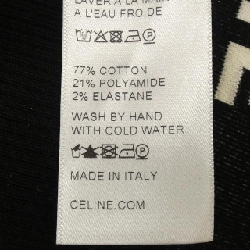 LAVER A LA MAIN
A L'EAU FROIDE
77% COTTON
21% POLYAMIDE
2% ELASTANE
WASH BY HAND
WITH COLD WATER
MADE IN ITALY
CELINE.COM